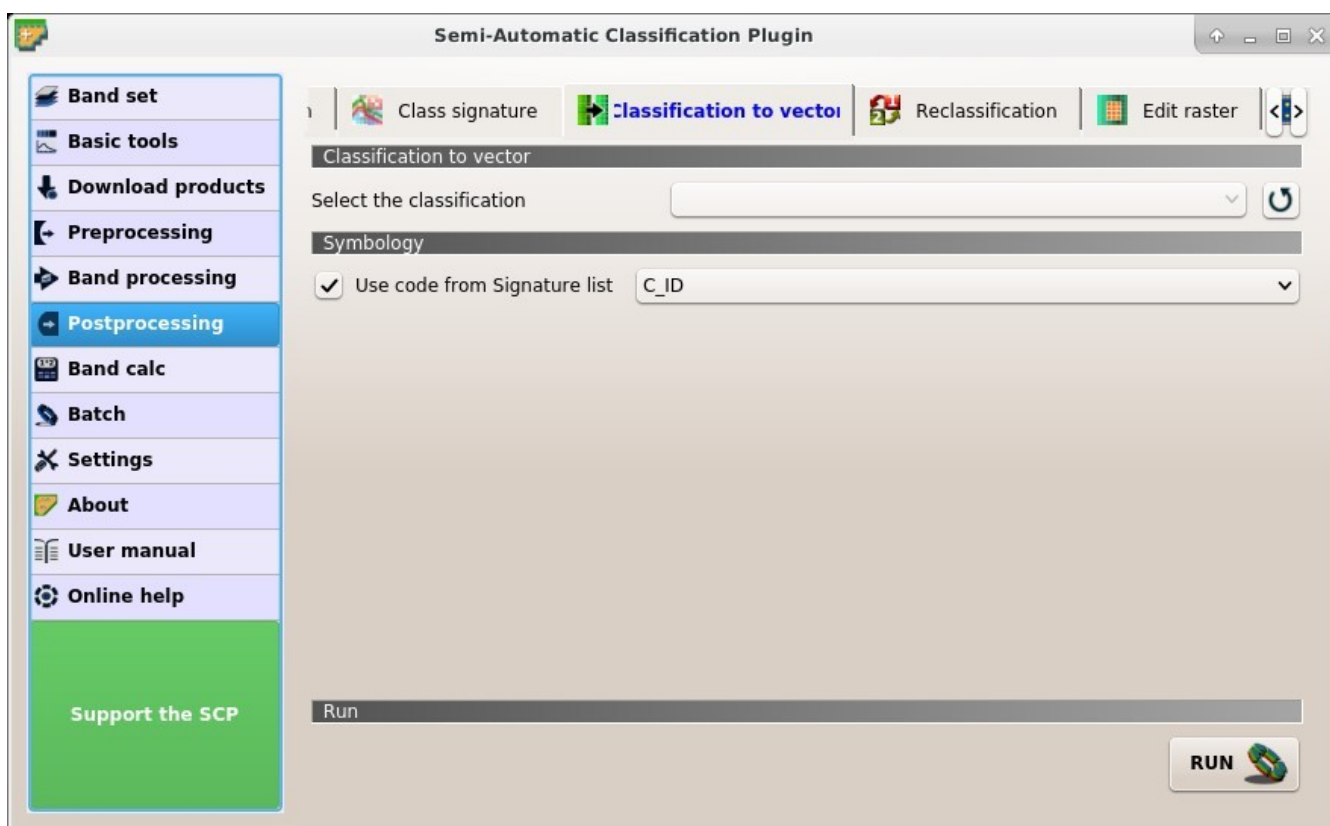 Semi-Automatic Classification Plugin
Band set
Basic tools
Download products
Preprocessing
Band processing
Postprocessing
Band calc
Batch
Settings
About
User manual
Online help
Support the SCP
Class signature
Classification to vector
Reclassification
Edit raster
Classification to vector
Select the classification
Symbology
Use code from Signature list C_ID
Run
RUN